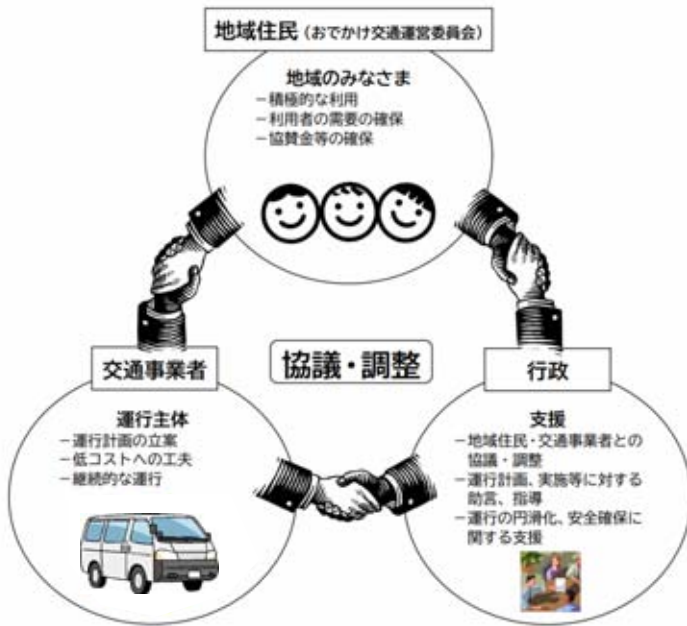 地域住民（おでかけ交通運営委員会）
地域のみなさま
－積極的な利用
－利用者の需要の確保
－協賛金等の確保
協議・調整
交通事業者
運行主体
－運行計画の立案
－低コストへの工夫
－継続的な運行
行政
支援
－地域住民・交通事業者との
協議・調整
－運行計画、実施等に対する
助言、指導
－運行の円滑化、安全確保に
関する支援